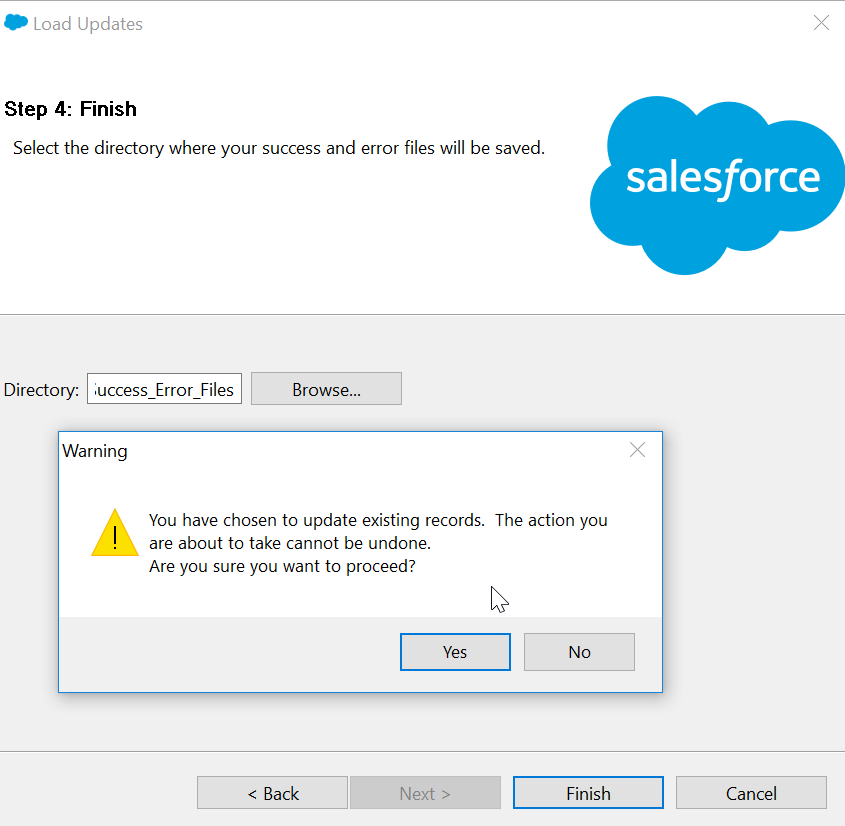 Load Updates
Step 4: Finish
Select the directory where your success and error files will be saved.
salesforce
Directory: uccess_Error_Files Browse...
Warning
You have chosen to update existing records.  The action you
are about to take cannot be undone.
Are you sure you want to proceed?
Yes No
< Back Next > Finish Cancel